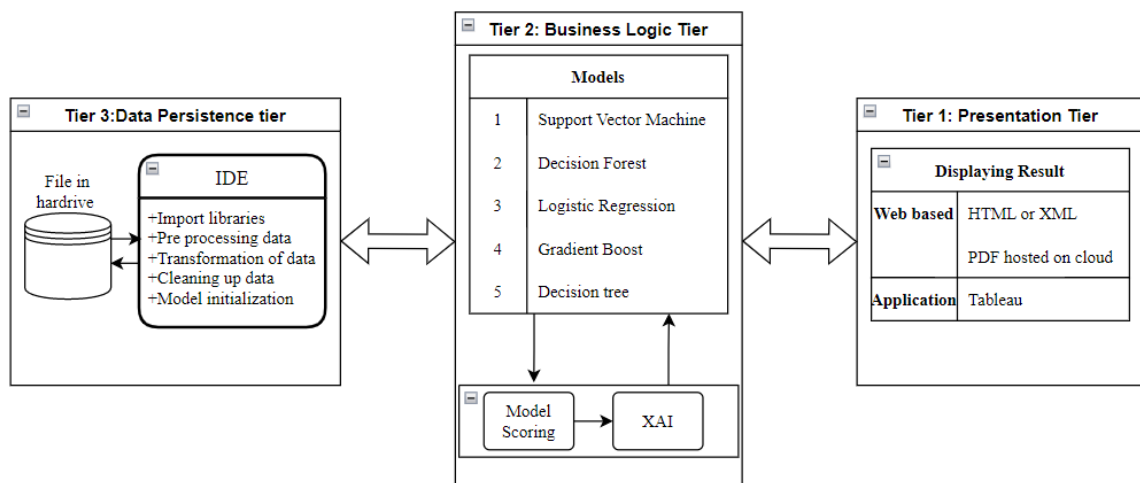 Tier 3:Data Persistence tier
File in
hardrive
IDE
+Import libraries
+Pre processing data
+Transformation of data
+Cleaning up data
+Model initialization
Tier 2: Business Logic Tier
Models
1 Support Vector Machine
2 Decision Forest
3 Logistic Regression
4 Gradient Boost
5 Decision tree
Model
Scoring
XAI
Tier 1: Presentation Tier
Displaying Result
Web based HTML or XML
PDF hosted on cloud
Application Tableau